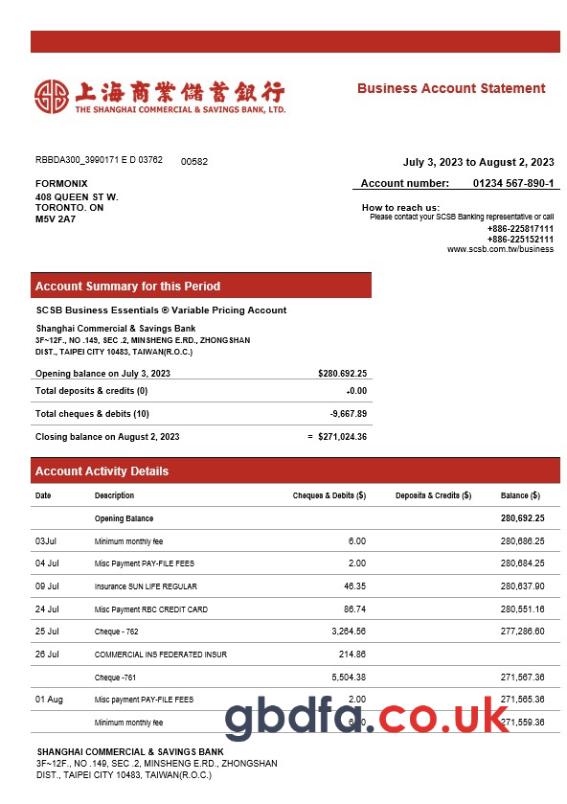 上海商業儲蓄銀行
THE SHANGHAI COMMERCIAL & SAVINGS BANK, LTD.
Business Account Statement
RBBDA300_3990171 E D 03762 00582
July 3, 2023 to August 2, 2023
FORMONIX
Account number: 01234 567-890-1
408 QUEEN ST W.
TORONTO. ON
M5V 2A7
How to reach us:
Please contact your SCSB Banking representative or call
+886-225817111
+886-225152111
www.scsb.com.tw/business
Account Summary for this Period
SCSB Business Essentials ® Variable Pricing Account
Shanghai Commercial & Savings Bank
3F~12F., NO .149, SEC .2, MINSHENG E.RD., ZHONGSHAN
DIST., TAIPEI CITY 10483, TAIWAN(R.O.C.)
Opening balance on July 3, 2023 $280.692.25
Total deposits & credits (0) -0.00
Total cheques & debits (10) -9,667.89
Closing balance on August 2, 2023 = $271,024.36
Account Activity Details
Date Description Cheques & Debits ($) Deposits & Credits ($) Balance ($)
Opening Balance 280,692.25
03Jul Minimum monthly fee 6.00 280,686.25
04 Jul Misc Payment PAY-FILE FEES 2.00 280,684.25
09 Jul Insurance SUN LIFE REGULAR 46.35 280,637.90
24 Jul Misc Payment RBC CREDIT CARD 86.74 280,551.16
25 Jul Cheque - 762 3,264.56 277,286.60
26 Jul COMMERCIAL INS FEDERATED INSUR 214.86
Cheque -761 5,504.38 271,567.36
01 Aug Misc payment PAY-FILE FEES 2.00 271,565.36
Minimum monthly fee 271,559.36
gbdfa.co.uk
SHANGHAI COMMERCIAL & SAVINGS BANK
3F~12F., NO .149, SEC .2, MINSHENG E.RD., ZHONGSHAN
DIST., TAIPEI CITY 10483, TAIWAN(R.O.C.)